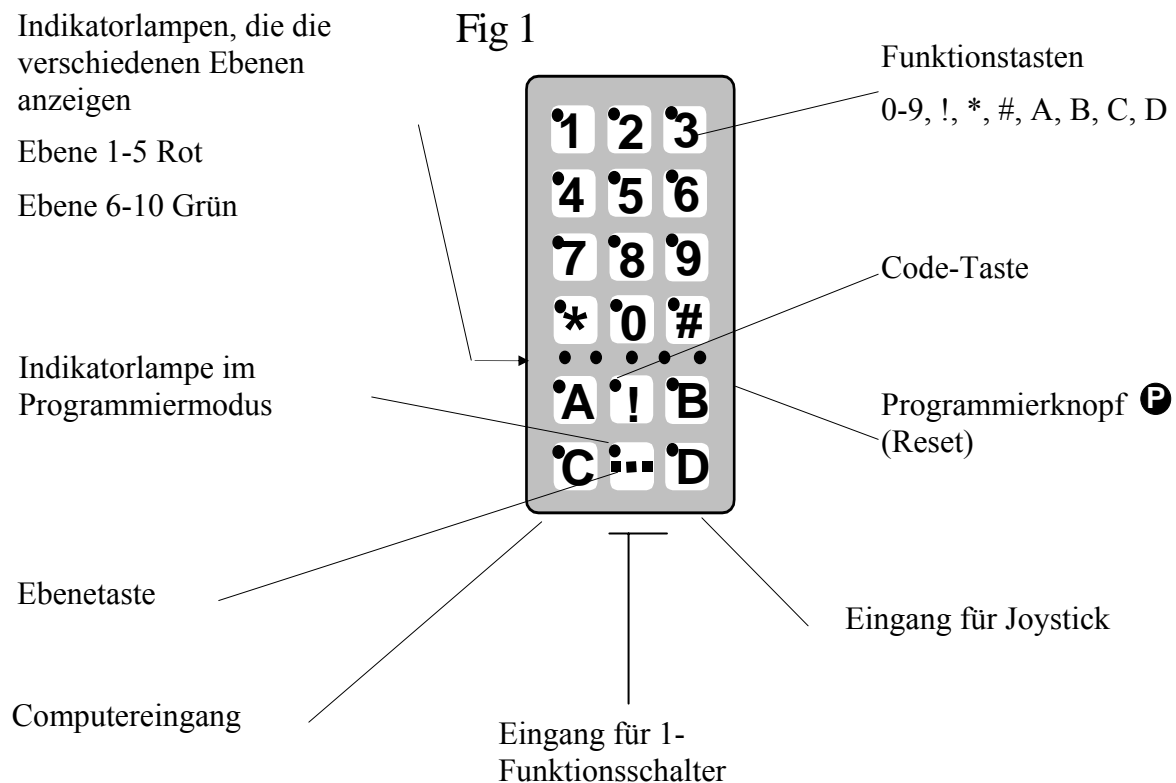 Indikatorlampen, die die
verschiedenen Ebenen
anzeigen
Ebene 1-5 Rot
Ebene 6-10 Grün
Fig 1
Funktionstasten
0-9, !, *, #, A, B, C, D
1 2 3
4 5 6
7 8 9
* 0 #
A ! B
C D
Code-Taste
Indikatorlampe im
Programmiermodus
Programmierknopf P
(Reset)
Ebenetaste
Eingang für Joystick
Computereingang
Eingang für 1-
Funktionsschalter